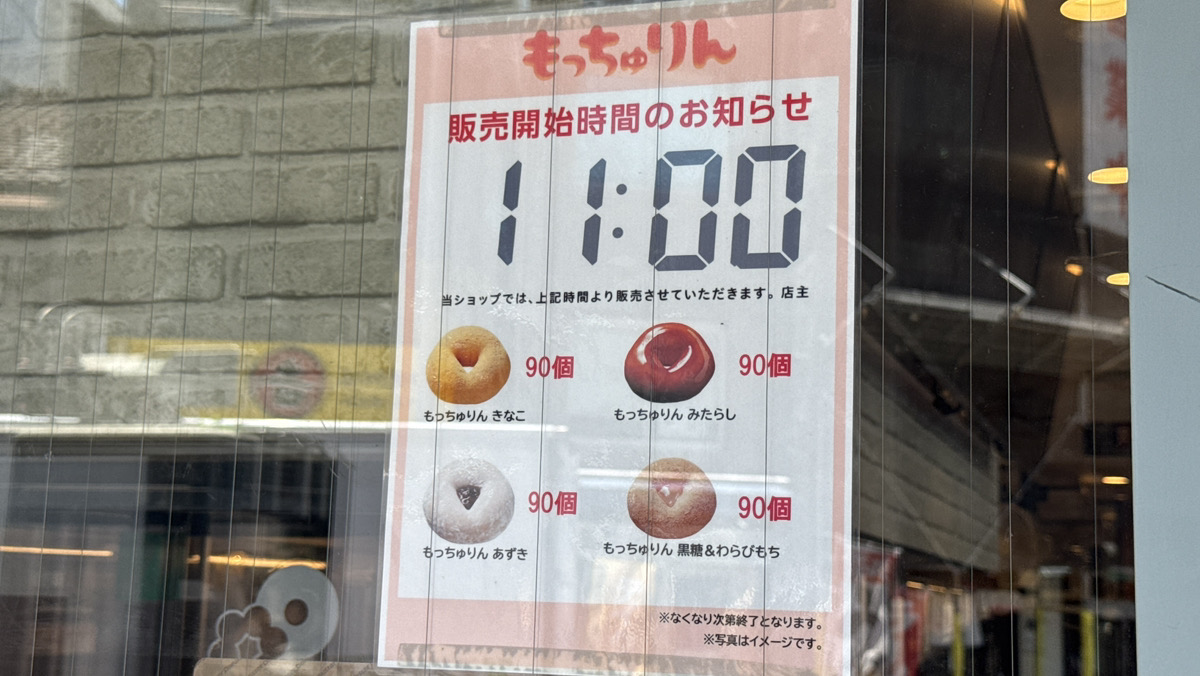 もっちゅりん
販売開始時間のお知らせ
11:00
当ショップでは、上記時間より販売させていただきます。店主
90個
90個
もっちゅりん きなこ
もっちゅりん みたらし
90個
90個
もっちゅりん あずき
もっちゅりん 黒糖&わらびもち
※なくなり次第終了となります。
※写真はイメージです。